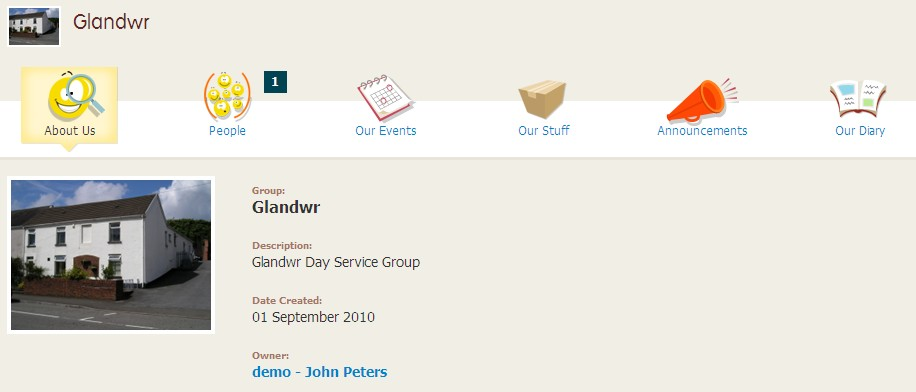 Glandwr
1
About Us
People
Our Events
Our Stuff
Announcements
Our Diary
Group:
Glandwr
Description:
Glandwr Day Service Group
Date Created:
01 September 2010
Owner:
demo - John Peters